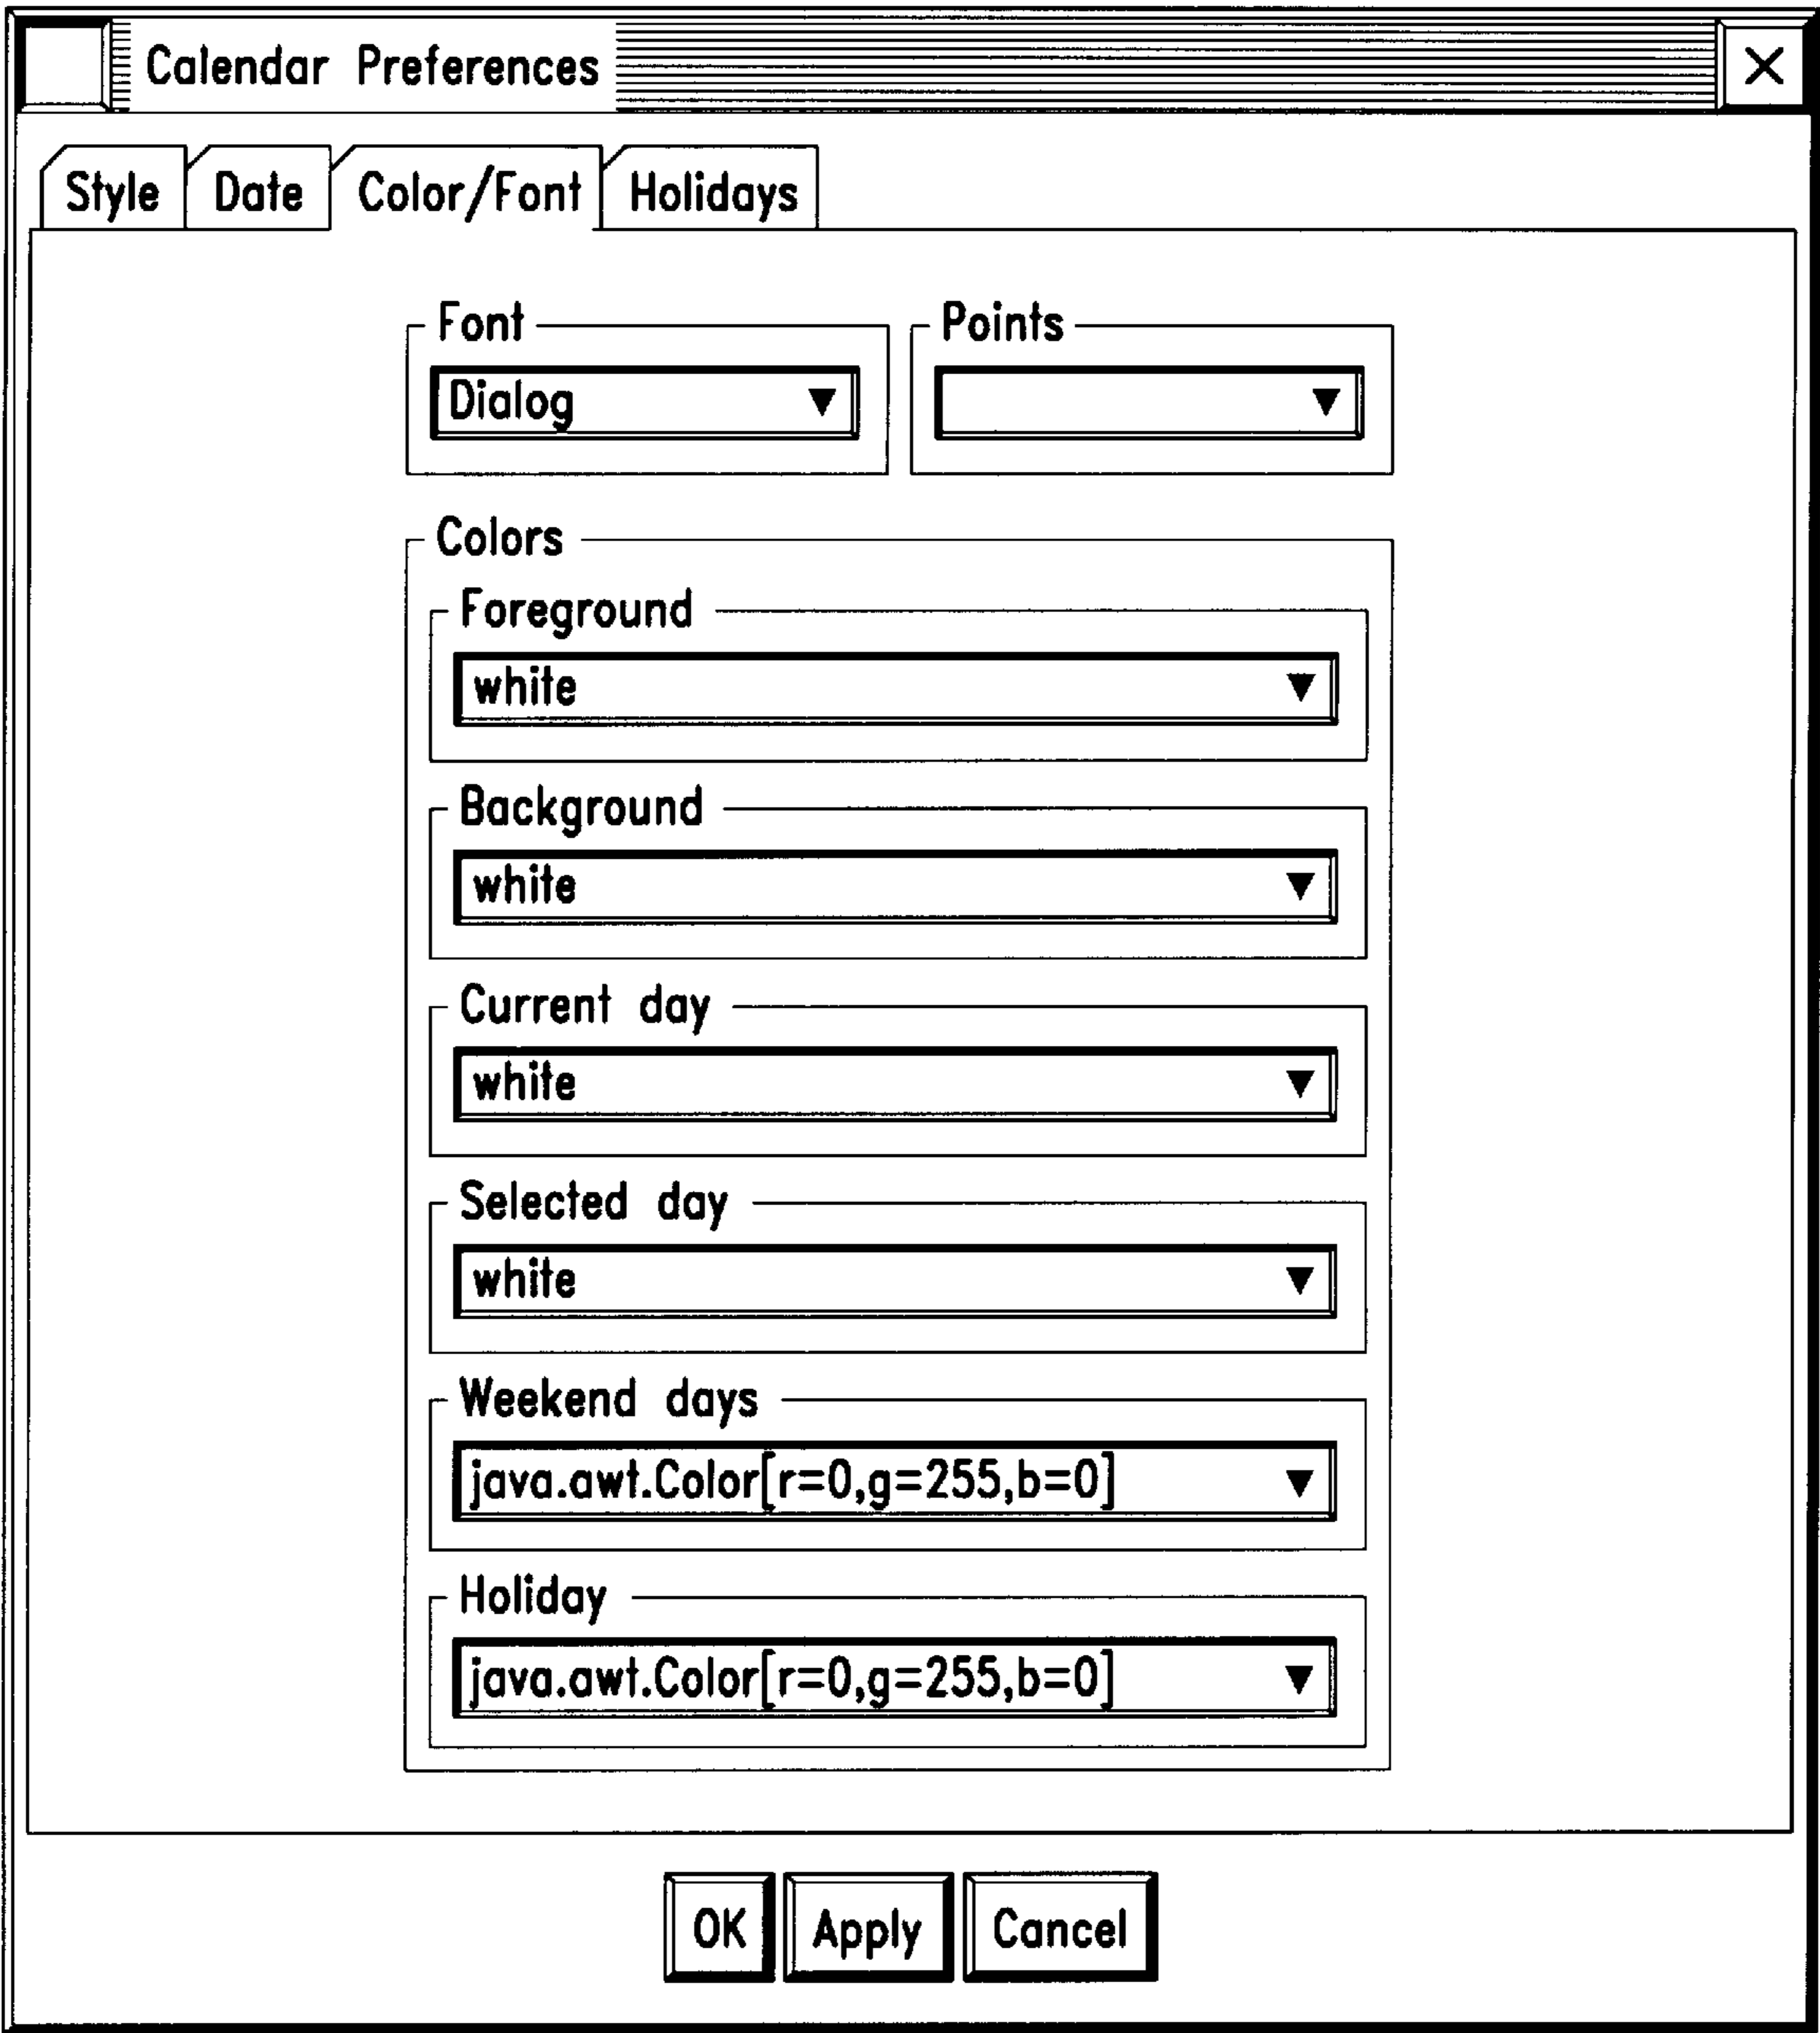 Calendar Preferences
Style Date Color/Font Holidays
Font Points
Dialog
Colors
Foreground
white
Background
white
Current day
white
Selected day
white
Weekend days
java.awt.Color[r=0,g=255,b=0]
Holiday
java.awt.Color[r=0,g=255,b=0]
OK Apply Cancel